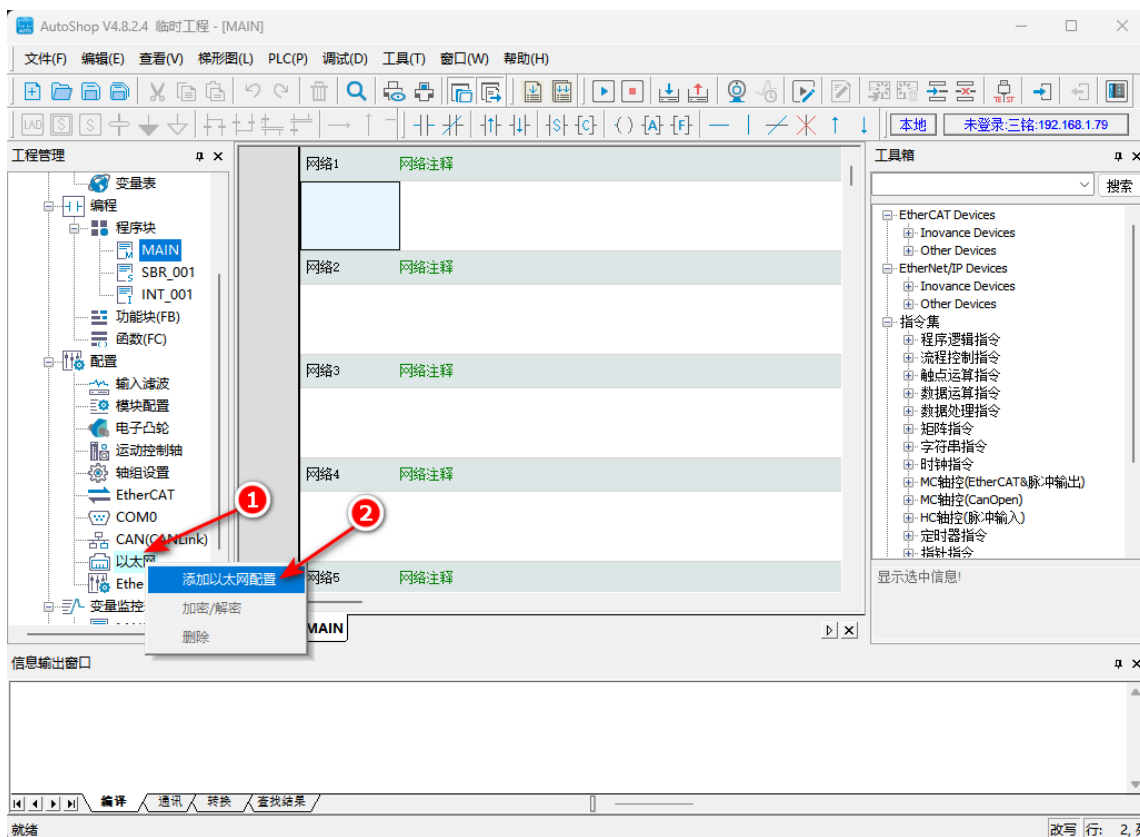 AutoShop V4.8.2.4 临时工程 - [MAIN]
文件(F) 编辑(E) 查看(V) 梯形图(L) PLC(P) 调试(D) 工具(T) 窗口(W) 帮助(H)
LAD S S
本地 未登录:三铭:192.168.1.79
工程管理
变量表
编程
程序块
MAIN
SBR_001
INT_001
功能块(FB)
函数(FC)
配置
输入滤波
模块配置
电子凸轮
运动控制轴
轴组设置
EtherCAT
COM0
CAN(CANLink)
以太网
Ethe
变量监控
1
2
添加以太网配置
加密/解密
删除
网络1 网络注释
网络2 网络注释
网络3 网络注释
网络4 网络注释
网络5 网络注释
MAIN
工具箱
搜索
EtherCAT Devices
Inovance Devices
Other Devices
EtherNet/IP Devices
Inovance Devices
Other Devices
指令集
程序逻辑指令
流程控制指令
触点运算指令
数据运算指令
数据处理指令
矩阵指令
字符串指令
时钟指令
MC轴控(EtherCAT&脉冲输出)
MC轴控(CanOpen)
HC轴控(脉冲输入)
定时器指令
指针指令
显示选中信息!
信息输出窗口
编译 通讯 转换 查找结果
就绪
改写 行: 2,